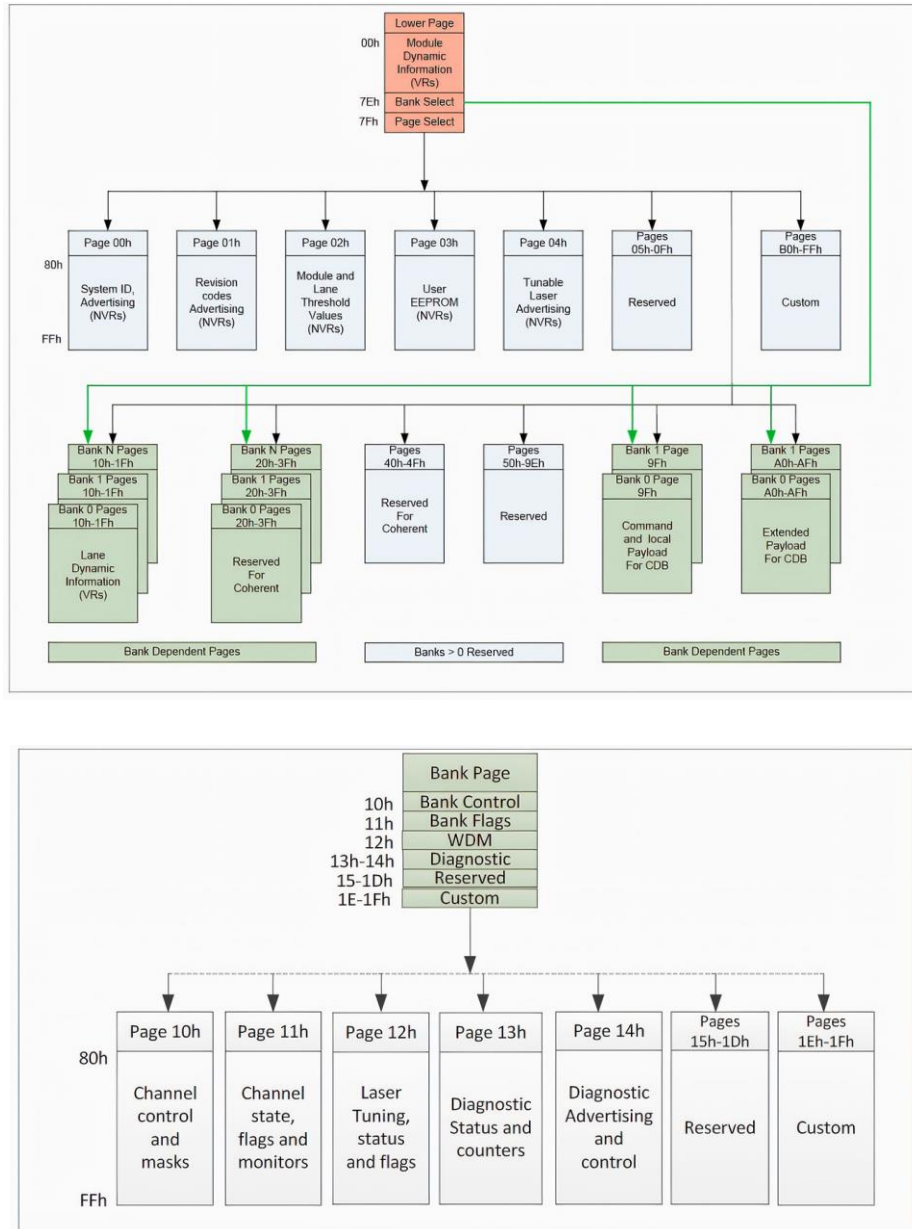 Lower Page
00h
Module
Dynamic
Information
(VRs)
7Eh
Bank Select
7Fh
Page Select
Page 00h
80h
System ID,
Advertising
(NVRs)
FFh
Page 01h
Revision
codes
Advertising
(NVRs)
Page 02h
Module and
Lane
Threshold
Values
(NVRs)
Page 03h
User
EEPROM
(NVRs)
Page 04h
Tunable
Laser
Advertising
(NVRs)
Pages
05h-0Fh
Reserved
Pages
B0h-FFh
Custom
Bank N Pages
10h-1Fh
Bank 1 Pages
10h-1Fh
Bank 0 Pages
10h-1Fh
Lane
Dynamic
Information
(VRs)
Bank N Pages
20h-3Fh
Bank 1 Pages
20h-3Fh
Bank 0 Pages
20h-3Fh
Reserved
For
Coherent
Pages
40h-4Fh
Reserved
For
Coherent
Pages
50h-9Eh
Reserved
Bank 1 Page
9Fh
Bank 0 Page
9Fh
Command
and local
Payload
For CDB
Bank 1 Pages
A0h-AFh
Bank 0 Pages
A0h-AFh
Extended
Payload
For CDB
Bank Dependent Pages
Banks > 0 Reserved
Bank Dependent Pages
Bank Page
10h
Bank Control
11h
Bank Flags
12h
WDM
13h-14h
Diagnostic
15-1Dh
Reserved
1E-1Fh
Custom
Page 10h
80h
Channel
control
and
masks
FFh
Page 11h
Channel
state,
flags and
monitors
Page 12h
Laser
Tuning,
status
and flags
Page 13h
Diagnostic
Status and
counters
Page 14h
Diagnostic
Advertising
and
control
Pages
15h-1Dh
Reserved
Pages
1Eh-1Fh
Custom